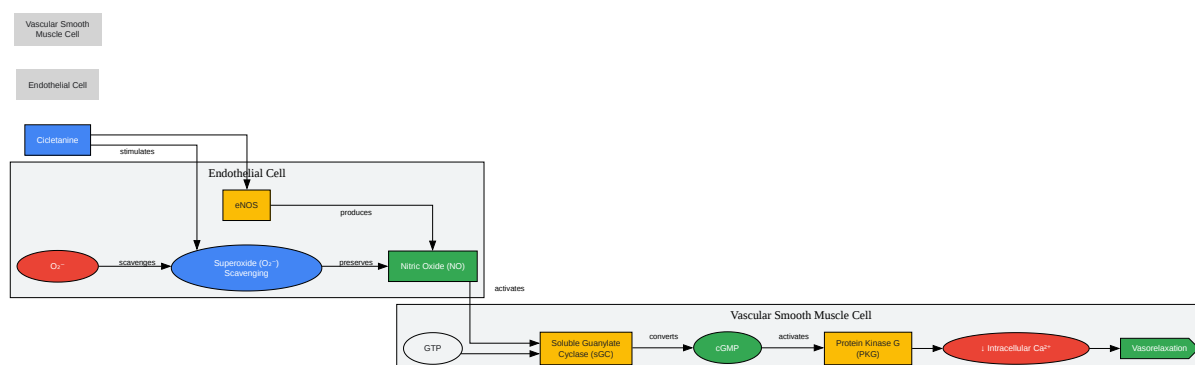 Vascular Smooth
Muscle Cell
Endothelial Cell
Cicletanine
stimulates
Endothelial Cell
eNOS
produces
O₂⁻
scavenges
Superoxide (O₂⁻)
Scavenging
preserves
Nitric Oxide (NO)
activates
Vascular Smooth Muscle Cell
GTP
Soluble Guanylate
Cyclase (sGC)
converts
cGMP
activates
Protein Kinase G
(PKG)
↓ Intracellular Ca²⁺
Vasorelaxation